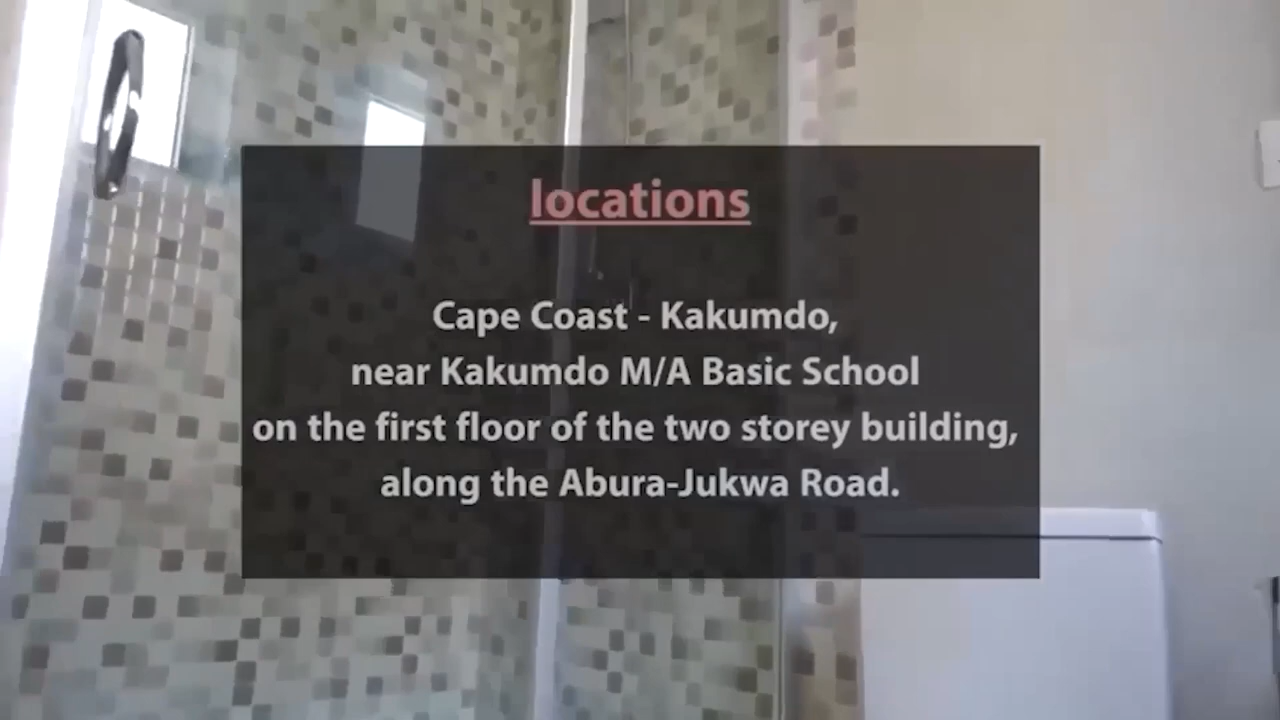 locations
Cape Coast - Kakumdo,
near Kakumdo M/A Basic School
on the first floor of the two storey building,
along the Abura-Jukwa Road.